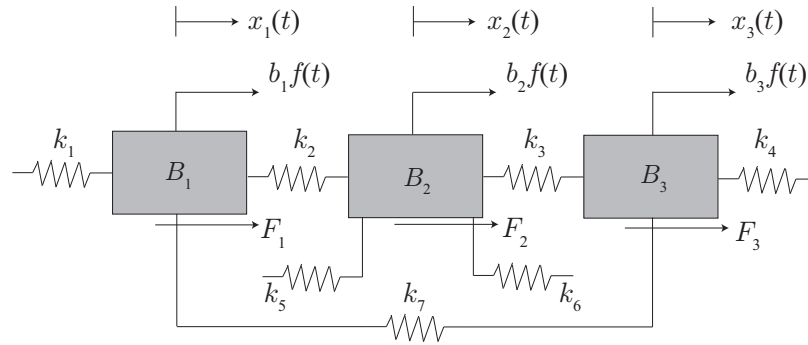 x₁(t) x₂(t) x₃(t)
b₁f(t) b₂f(t) b₃f(t)
k₁ k₂ k₃ k₄
B₁ B₂ B₃
F₁ F₂ F₃
k₅ k₇ k₆